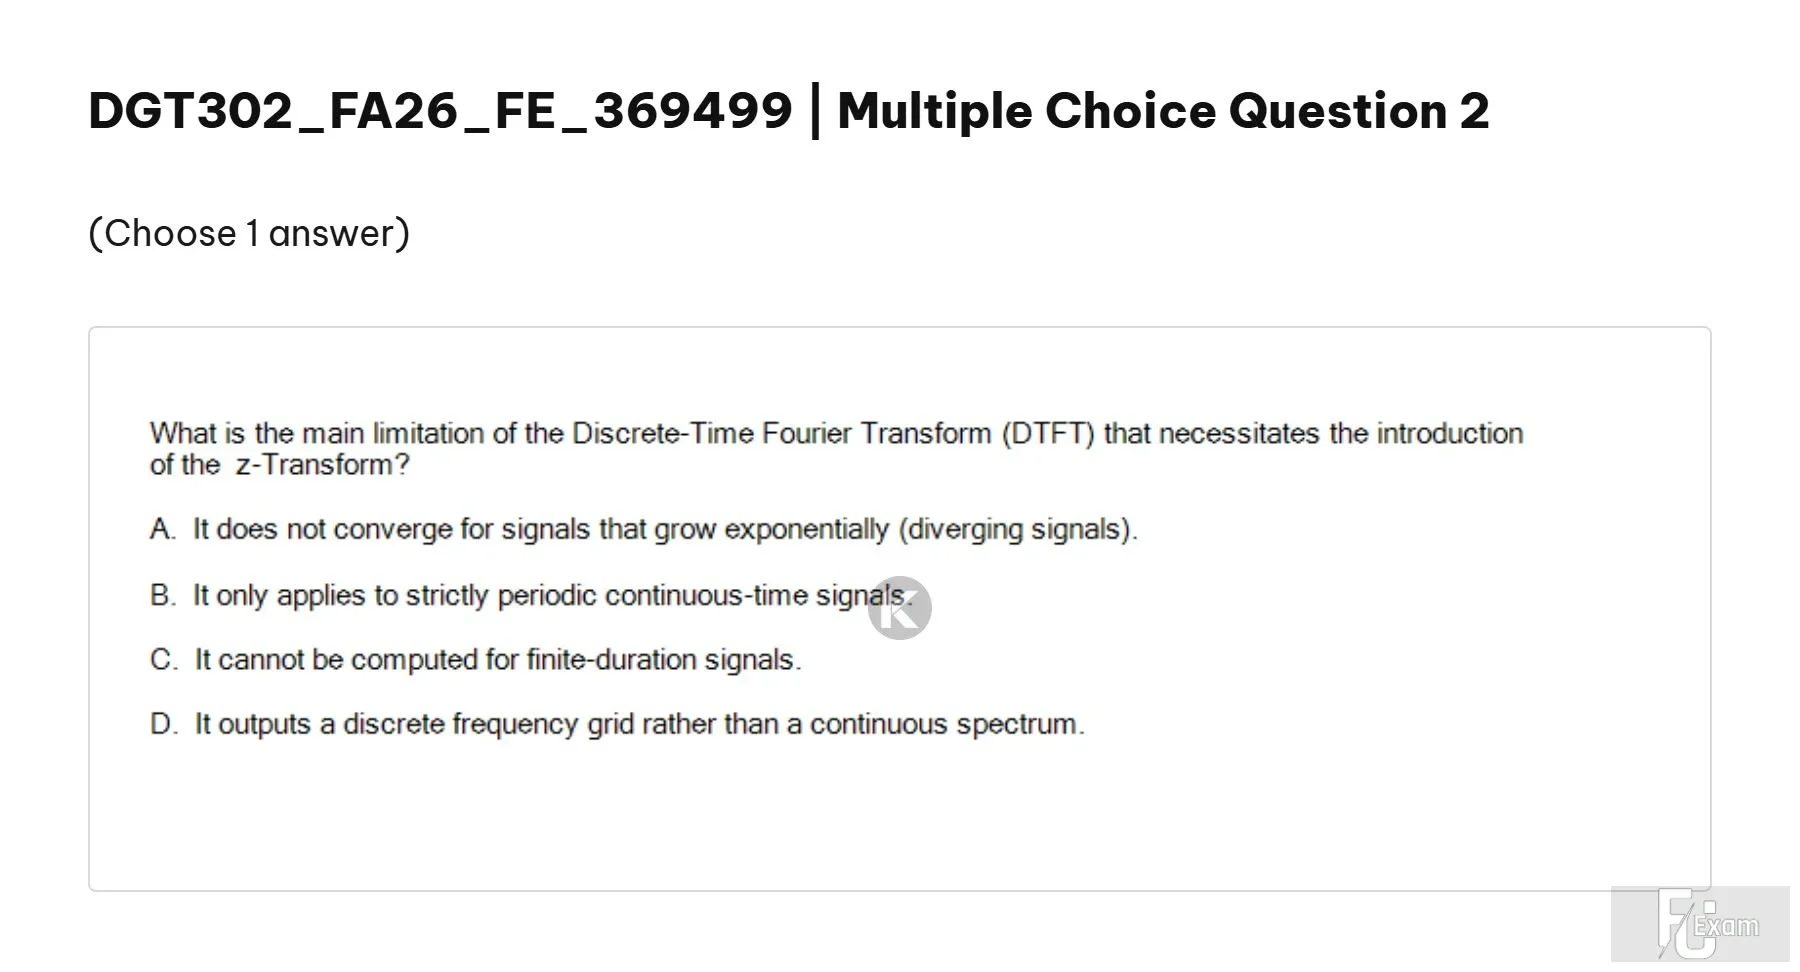 DGT302_FA26_FE_369499 | Multiple Choice Question 2
(Choose 1 answer)
What is the main limitation of the Discrete-Time Fourier Transform (DTFT) that necessitates the introduction
of the z-Transform?
A. It does not converge for signals that grow exponentially (diverging signals).
B. It only applies to strictly periodic continuous-time signals.
C. It cannot be computed for finite-duration signals.
D. It outputs a discrete frequency grid rather than a continuous spectrum.
K
FU Exam